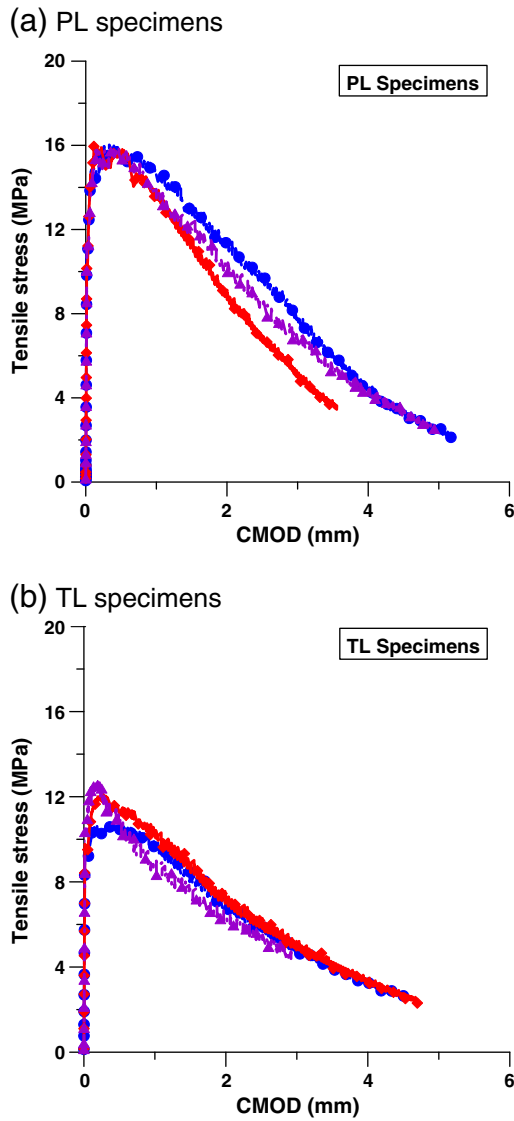 (a) PL specimens
20
PL Specimens
16
12
8
4
0
Tensile stress (MPa)
0 2 4 6
CMOD (mm)
(b) TL specimens
20
TL Specimens
16
12
8
4
0
Tensile stress (MPa)
0 2 4 6
CMOD (mm)